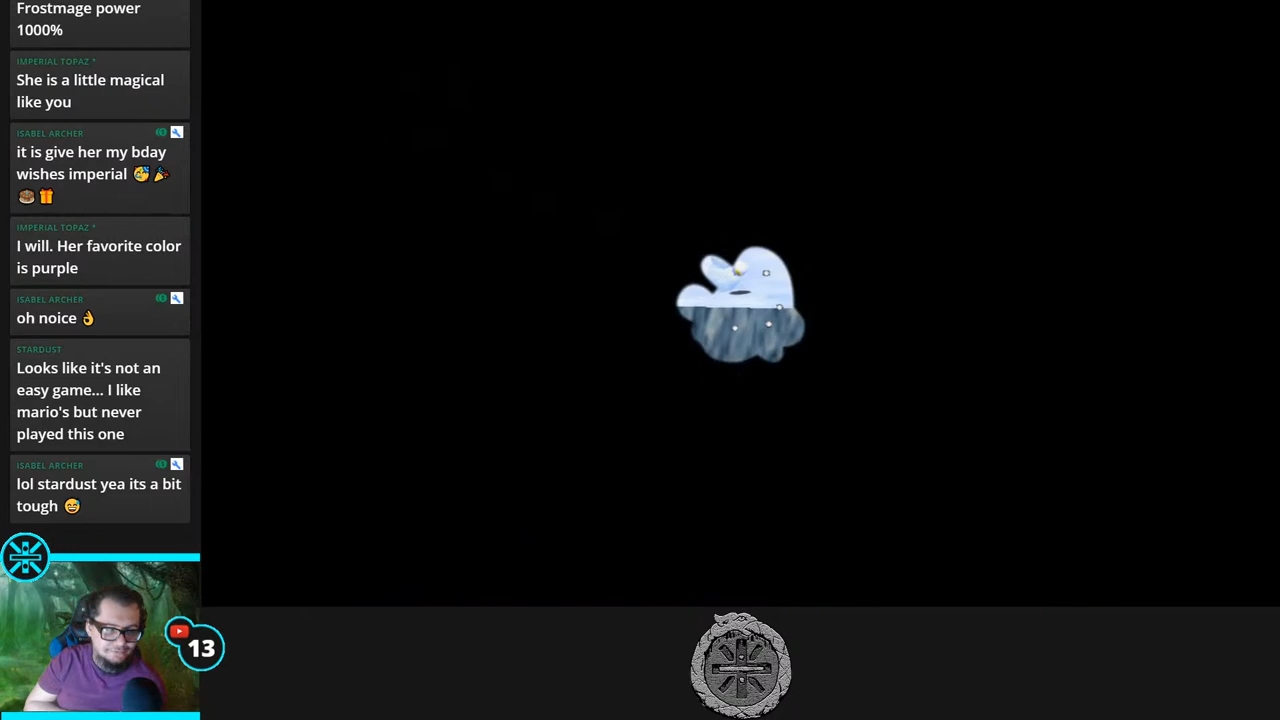 Frostmage power
1000%
IMPERIAL TOPAZ *
She is a little magical
like you
ISABEL ARCHER
it is give her my bday
wishes imperial 🥳 🎉
🎂 🎁
IMPERIAL TOPAZ *
I will. Her favorite color
is purple
ISABEL ARCHER
oh noice 👌
STARDUST
Looks like it's not an
easy game... I like
mario's but never
played this one
ISABEL ARCHER
lol stardust yea its a bit
tough 😅
13